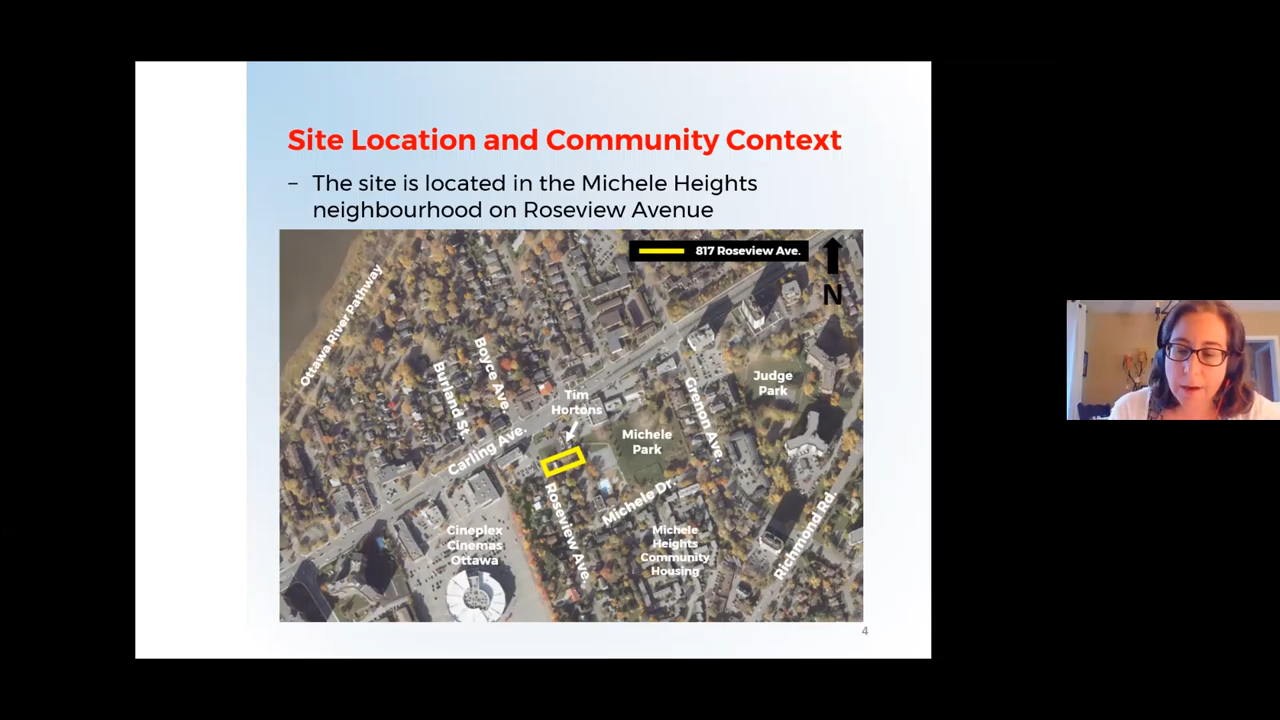 Site Location and Community Context
– The site is located in the Michele Heights
neighbourhood on Roseview Avenue
817 Roseview Ave.
N
Ottawa River Pathway
Boyce Ave.
Burland St.
Carling Ave.
Tim
Hortons
Michele
Park
Grenon Ave.
Judge
Park
Roseview Ave.
Michele Dr.
Richmond Rd.
Cineplex
Cinemas
Ottawa
Michele
Heights
Community
Housing
4